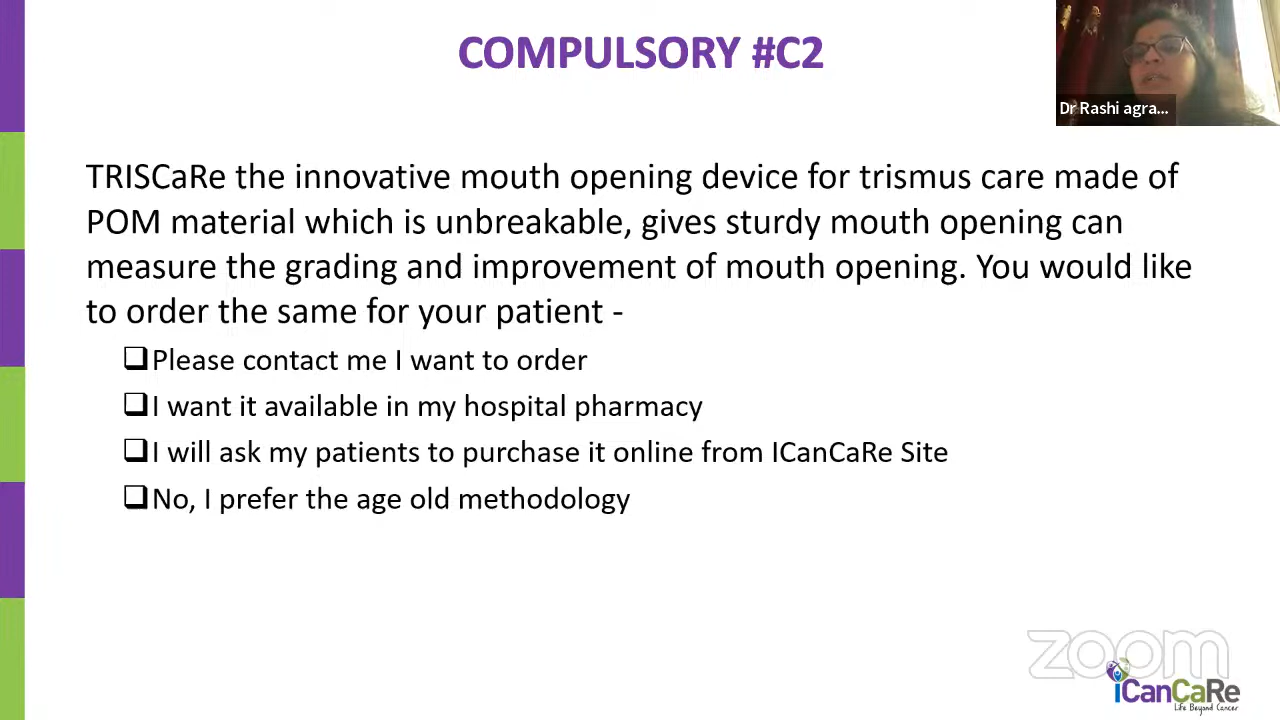 COMPULSORY #C2
Dr Rashi agra...
TRISCaRe the innovative mouth opening device for trismus care made of
POM material which is unbreakable, gives sturdy mouth opening can
measure the grading and improvement of mouth opening. You would like
to order the same for your patient -
Please contact me I want to order
I want it available in my hospital pharmacy
I will ask my patients to purchase it online from ICanCaRe Site
No, I prefer the age old methodology
zoom
iCanCaRe
Life Beyond Cancer